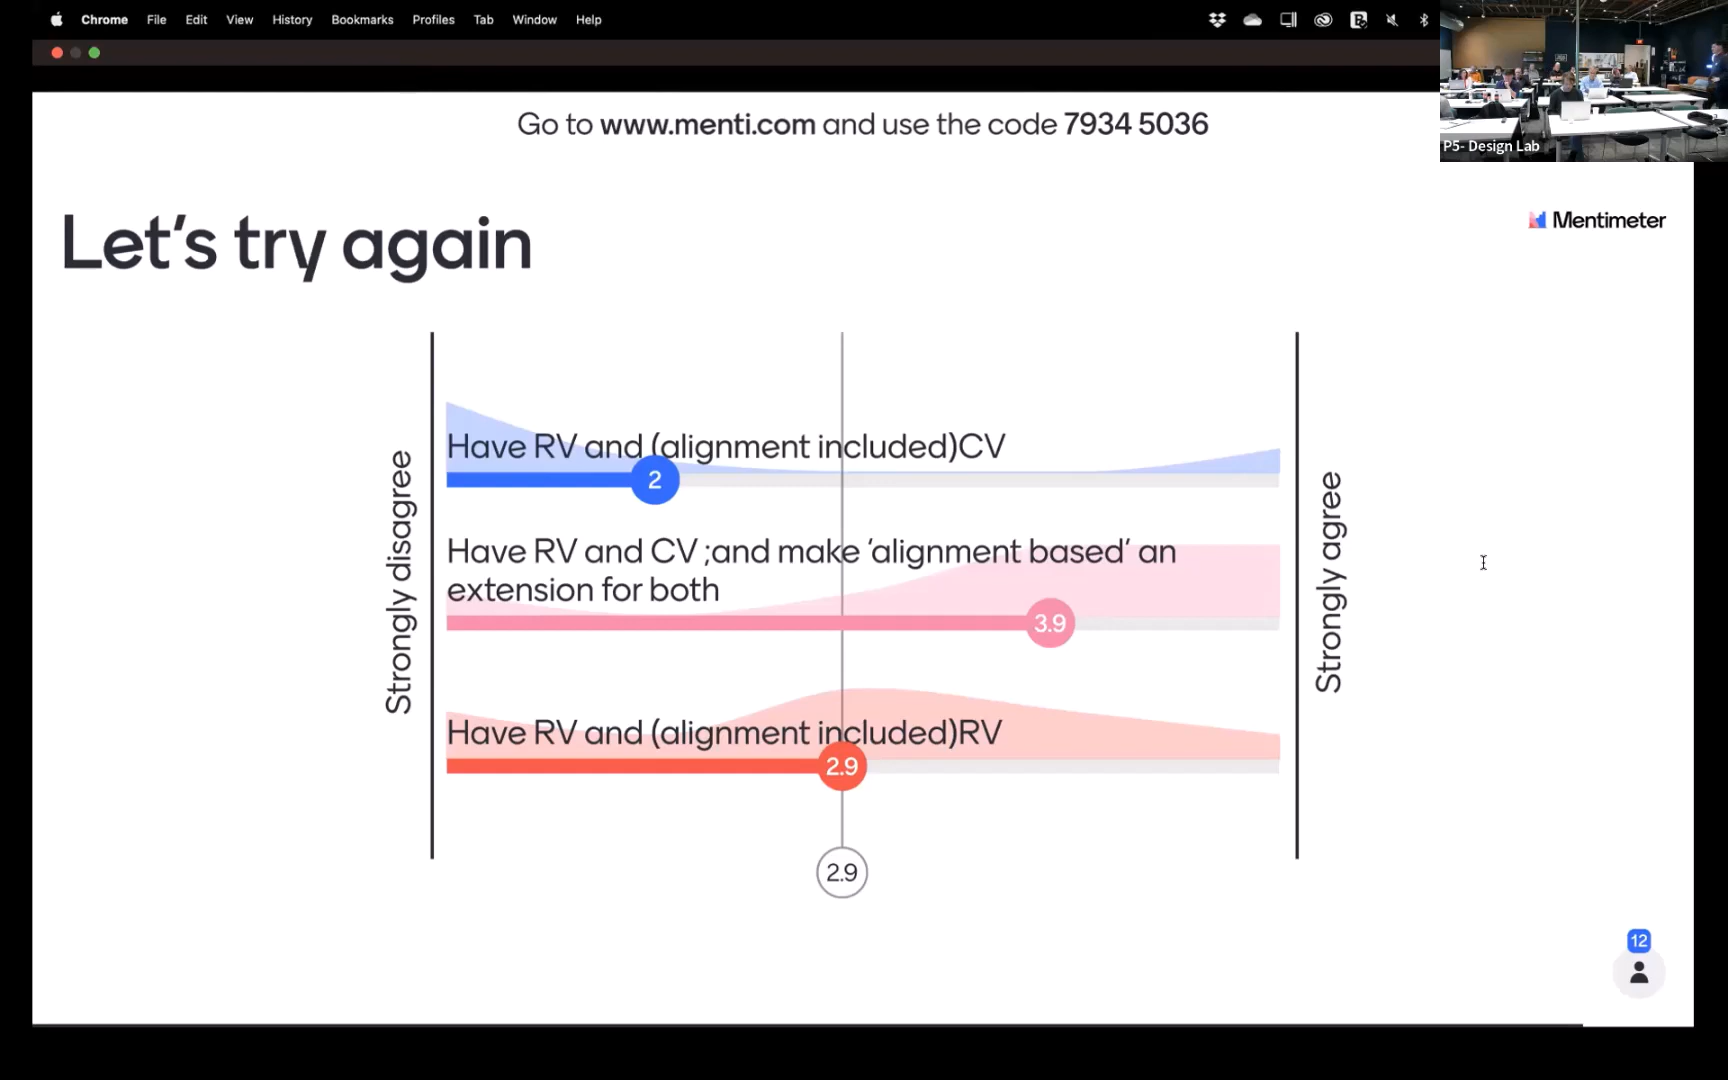 Chrome File Edit View History Bookmarks Profiles Tab Window Help
P5- Design Lab
Go to www.menti.com and use the code 7934 5036
Mentimeter
Let's try again
Strongly disagree
Have RV and (alignment included)CV
2
Have RV and CV ;and make ‘alignment based’ an
extension for both
3.9
Have RV and (alignment included)RV
2.9
2.9
Strongly agree
12